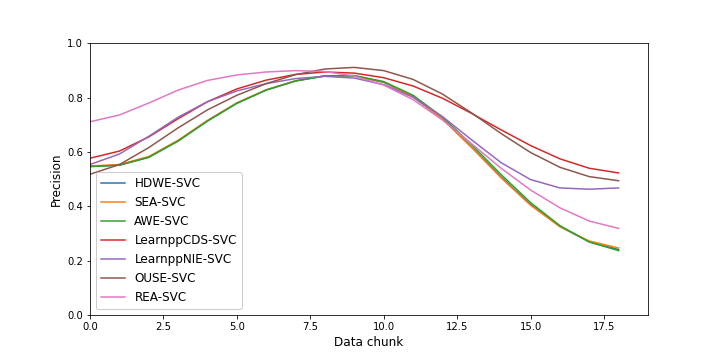 1.0
0.8
0.6
0.4
0.2
0.0
Precision
HDWE-SVC
SEA-SVC
AWE-SVC
LearnppCDS-SVC
LearnppNIE-SVC
OUSE-SVC
REA-SVC
0.0 2.5 5.0 7.5 10.0 12.5 15.0 17.5
Data chunk